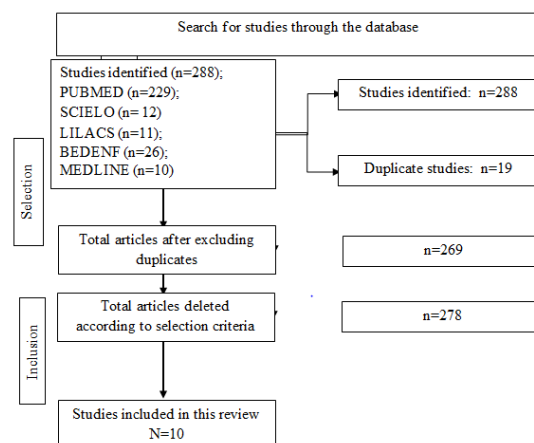 Search for studies through the database
Studies identified (n=288);
PUBMED (n=229);
SCIELO (n= 12)
LILACS (n=11);
BEDENF (n=26);
MEDLINE (n=10)
Studies identified: n=288
Duplicate studies: n=19
Selection
Total articles after excluding
duplicates
n=269
Total articles deleted
according to selection criteria
n=278
Inclusion
Studies included in this review
N=10